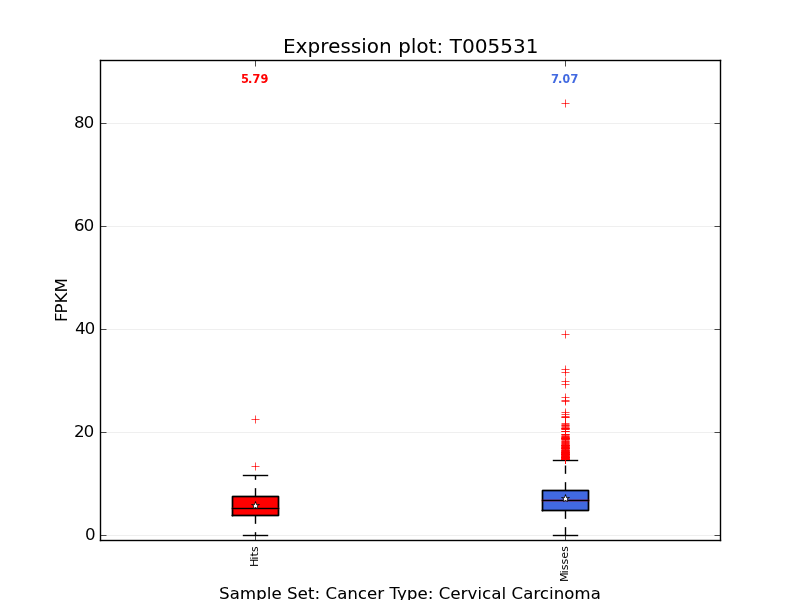 Expression plot: T005531
5.79
7.07
80
60
40
20
0
FPKM
Hits
Misses
Sample Set: Cancer Type: Cervical Carcinoma